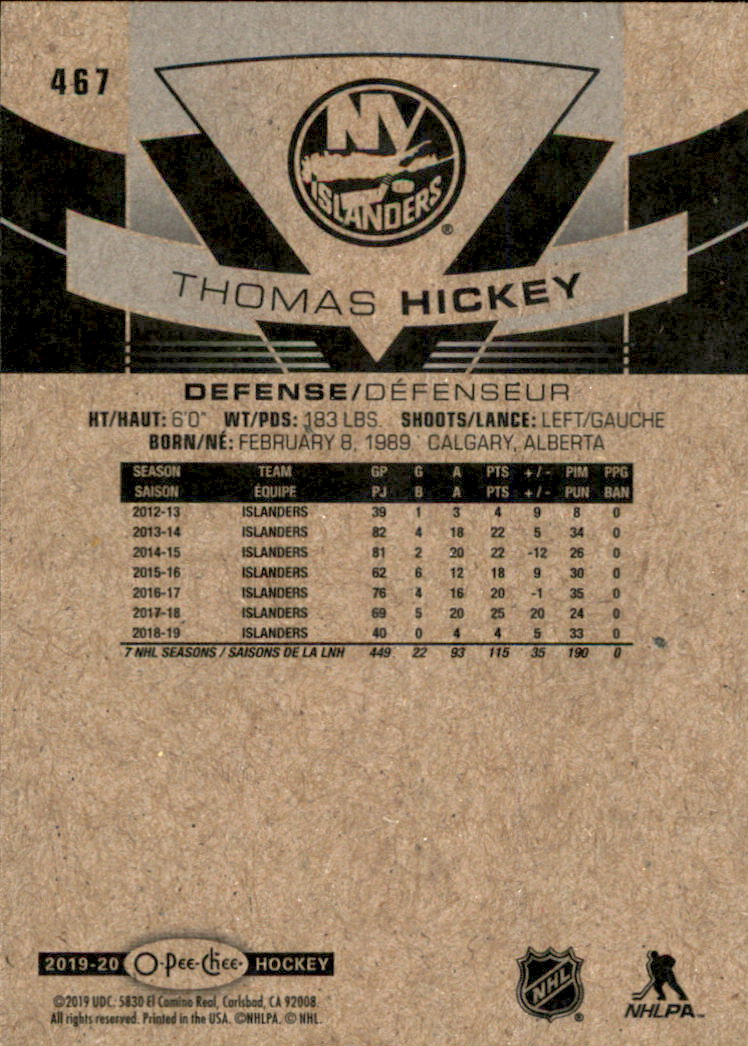 467
NY
ISLANDERS®
THOMAS HICKEY
DEFENSE/DÉFENSEUR
HT/HAUT: 6'0" WT/PDS: 183 LBS. SHOOTS/LANCE: LEFT/GAUCHE
BORN/NÉ: FEBRUARY 8, 1989 CALGARY, ALBERTA
SEASON TEAM GP G A PTS +/- PIM PPG
SAISON ÉQUIPE PJ B A PTS +/- PUN BAN
2012-13 ISLANDERS 39 1 3 4 9 8 0
2013-14 ISLANDERS 82 4 18 22 5 34 0
2014-15 ISLANDERS 81 2 20 22 -12 26 0
2015-16 ISLANDERS 62 6 12 18 9 30 0
2016-17 ISLANDERS 76 4 16 20 -1 35 0
2017-18 ISLANDERS 69 5 20 25 20 24 0
2018-19 ISLANDERS 40 0 4 4 5 33 0
7 NHL SEASONS / SAISONS DE LA LNH 449 22 93 115 35 190 0
2019-20 O-Pee-Chee HOCKEY
©2019 UDC. 5830 El Camino Real, Carlsbad, CA 92008.
All rights reserved. Printed in the USA. ©NHLPA. © NHL.
NHL®
NHLPA™